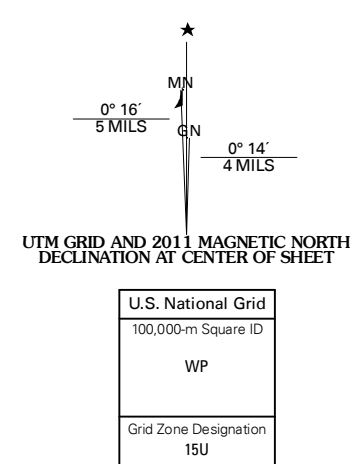 MN
0° 16´
5 MILS
GN
0° 14´
4 MILS
UTM GRID AND 2011 MAGNETIC NORTH
DECLINATION AT CENTER OF SHEET
U.S. National Grid
100,000-m Square ID
WP
Grid Zone Designation
15U